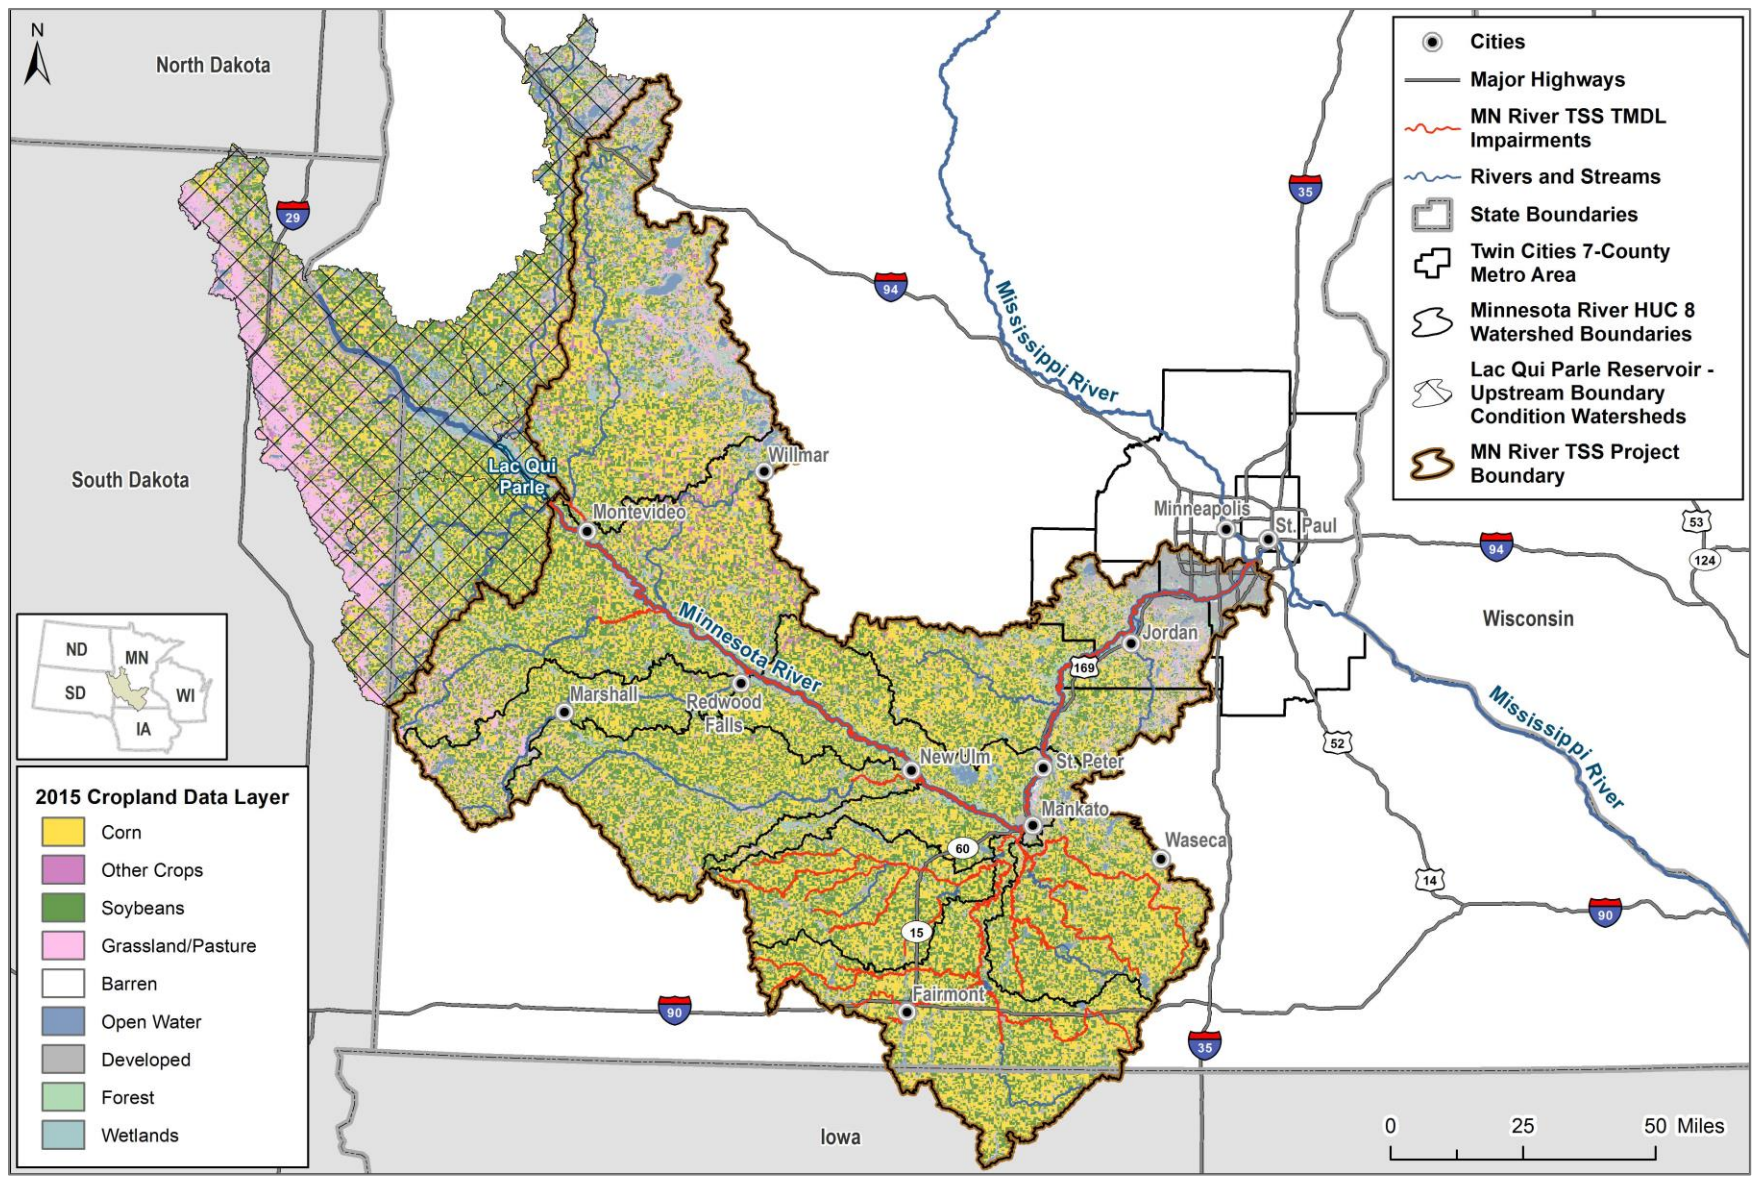 N
North Dakota
29
94
35
Mississippi River
Cities
Major Highways
MN River TSS TMDL
Impairments
Rivers and Streams
State Boundaries
Twin Cities 7-County
Metro Area
Minnesota River HUC 8
Watershed Boundaries
Lac Qui Parle Reservoir -
Upstream Boundary
Condition Watersheds
MN River TSS Project
Boundary
South Dakota
Lac Qui
Parle
Willmar
Montevideo
Minneapolis
St. Paul
94
53
124
Wisconsin
Minnesota River
Jordan
169
Marshall
Redwood
Falls
New Ulm
St. Peter
Mankato
Waseca
52
Mississippi River
60
15
14
90
Fairmont
90
35
Iowa
ND
MN
SD
WI
IA
2015 Cropland Data Layer
Corn
Other Crops
Soybeans
Grassland/Pasture
Barren
Open Water
Developed
Forest
Wetlands
0 25 50 Miles